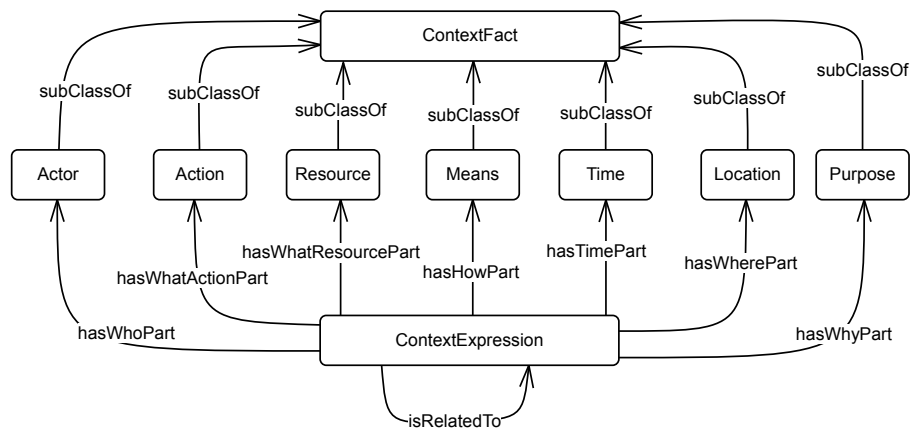 ContextFact
subClassOf
subClassOf
subClassOf
subClassOf
subClassOf
subClassOf
subClassOf
Actor
Action
Resource
Means
Time
Location
Purpose
hasWhatResourcePart
hasTimePart
hasWherePart
hasWhatActionPart
hasHowPart
hasWhoPart
hasWhyPart
ContextExpression
isRelatedTo